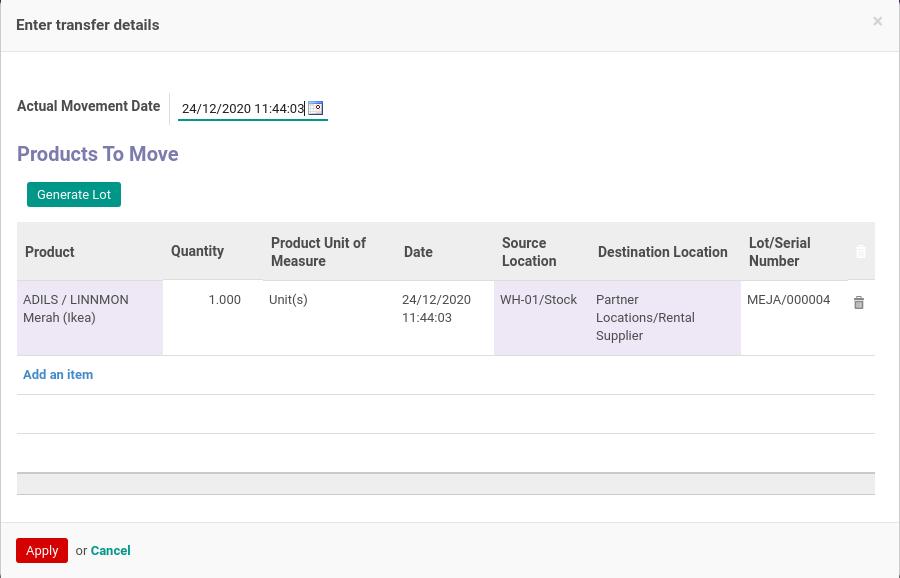 Enter transfer details
×
Actual Movement Date
24/12/2020 11:44:03
Products To Move
Generate Lot
Product Quantity Product Unit of Measure Date Source Location Destination Location Lot/Serial Number
ADILS / LINNMON Merah (Ikea) 1.000 Unit(s) 24/12/2020 11:44:03 WH-01/Stock Partner Locations/Rental Supplier MEJA/000004
Add an item
Apply or Cancel